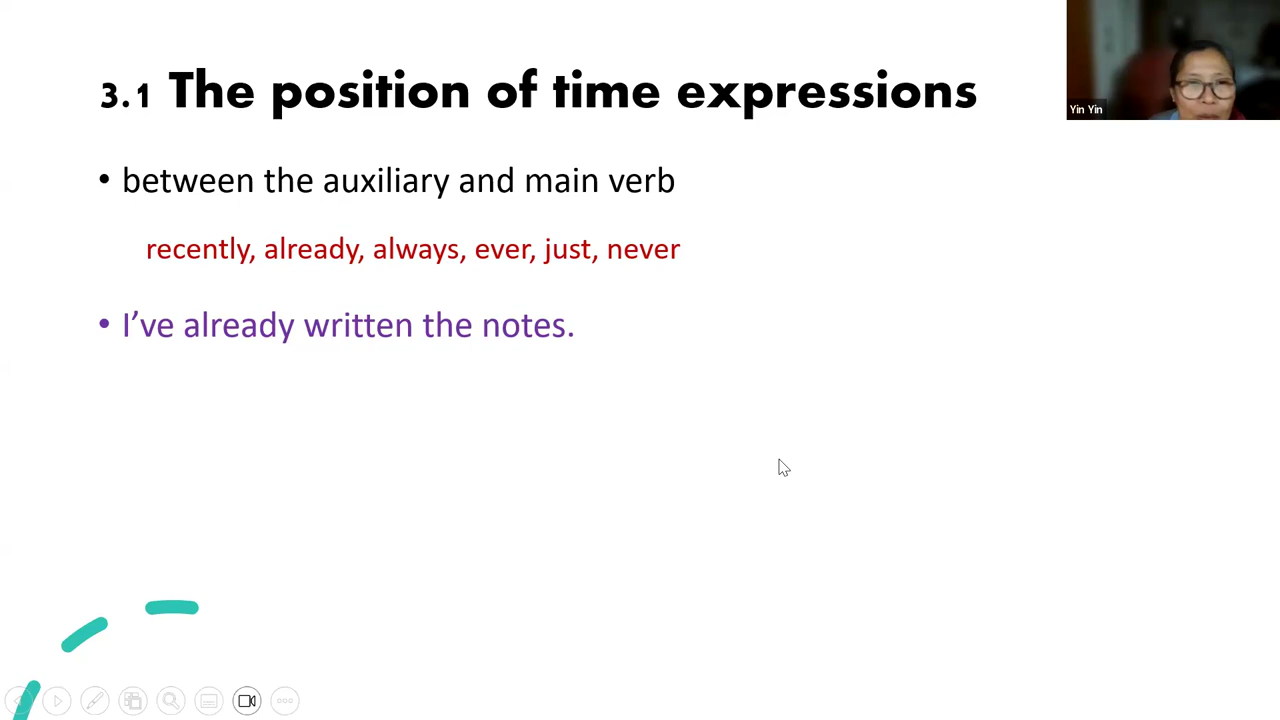 3.1 The position of time expressions
Yin Yin
• between the auxiliary and main verb
recently, already, always, ever, just, never
• I’ve already written the notes.